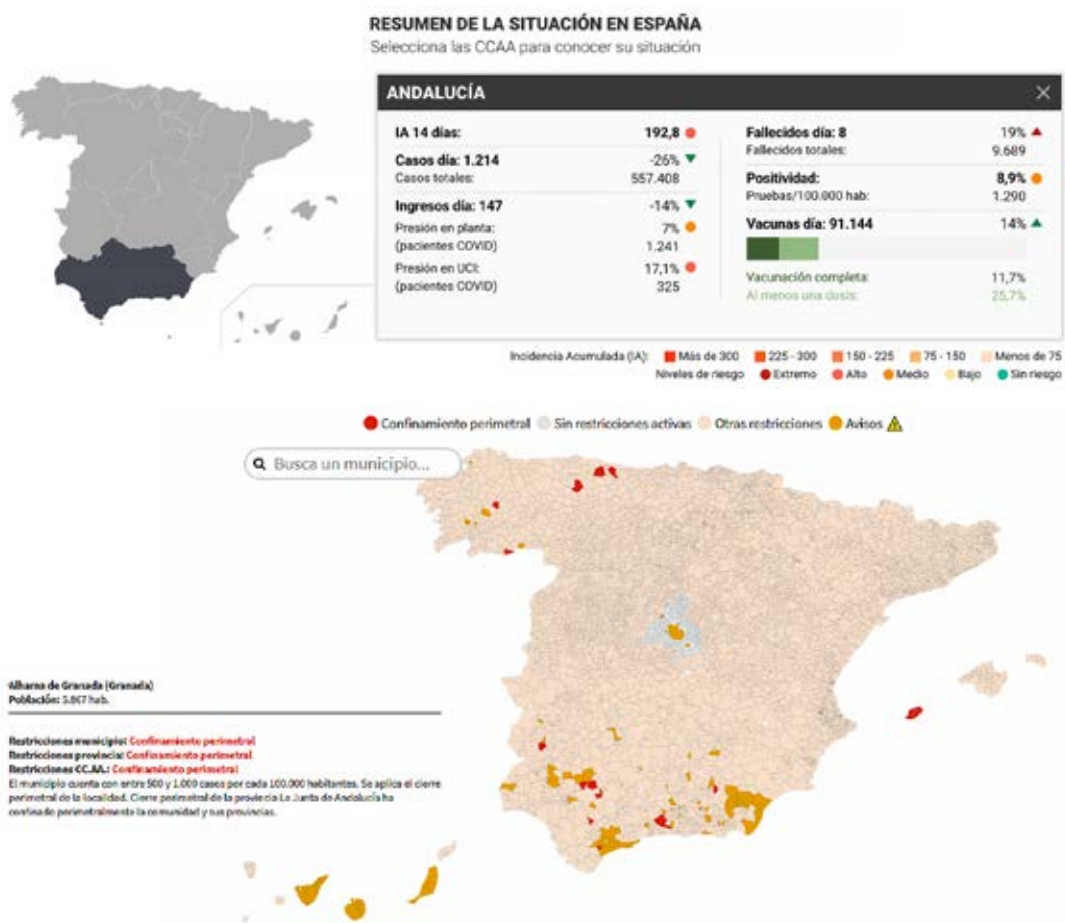 RESUMEN DE LA SITUACIÓN EN ESPAÑA
Selecciona las CCAA para conocer su situación
ANDALUCÍA
IA 14 días: 192,8
Casos día: 1.214 -26%
Casos totales: 557.408
Ingresos día: 147 -14%
Presión en planta: 7%
(pacientes COVID) 1.241
Presión en UCI: 17,1%
(pacientes COVID) 325
Fallecidos día: 8 19%
Fallecidos totales: 9.689
Positividad: 8,9%
Pruebas/100.000 hab: 1.290
Vacunas día: 91.144 14%
Vacunación completa: 11,7%
Al menos una dosis: 25,7%
Incidencia Acumulada (IA): Más de 300 225 - 300 150 - 225 75 - 150 Menos de 75
Niveles de riesgo Extremo Alto Medio Bajo Sin riesgo
Confinamiento perimetral Sin restricciones activas Otras restricciones Avisos
Busca un municipio...
Alhama de Granada (Granada)
Población: 5.867 hab.
Restricciones municipio: Confinamiento perimetral
Restricciones provincia: Confinamiento perimetral
Restricciones CC.AA.: Confinamiento perimetral
El municipio cuenta con entre 500 y 1.000 casos por cada 100.000 habitantes. Se aplica el cierre
perimetral de la localidad. Cierre perimetral de la provincia La Junta de Andalucía ha
confinado perimetralmente la comunidad y sus provincias.